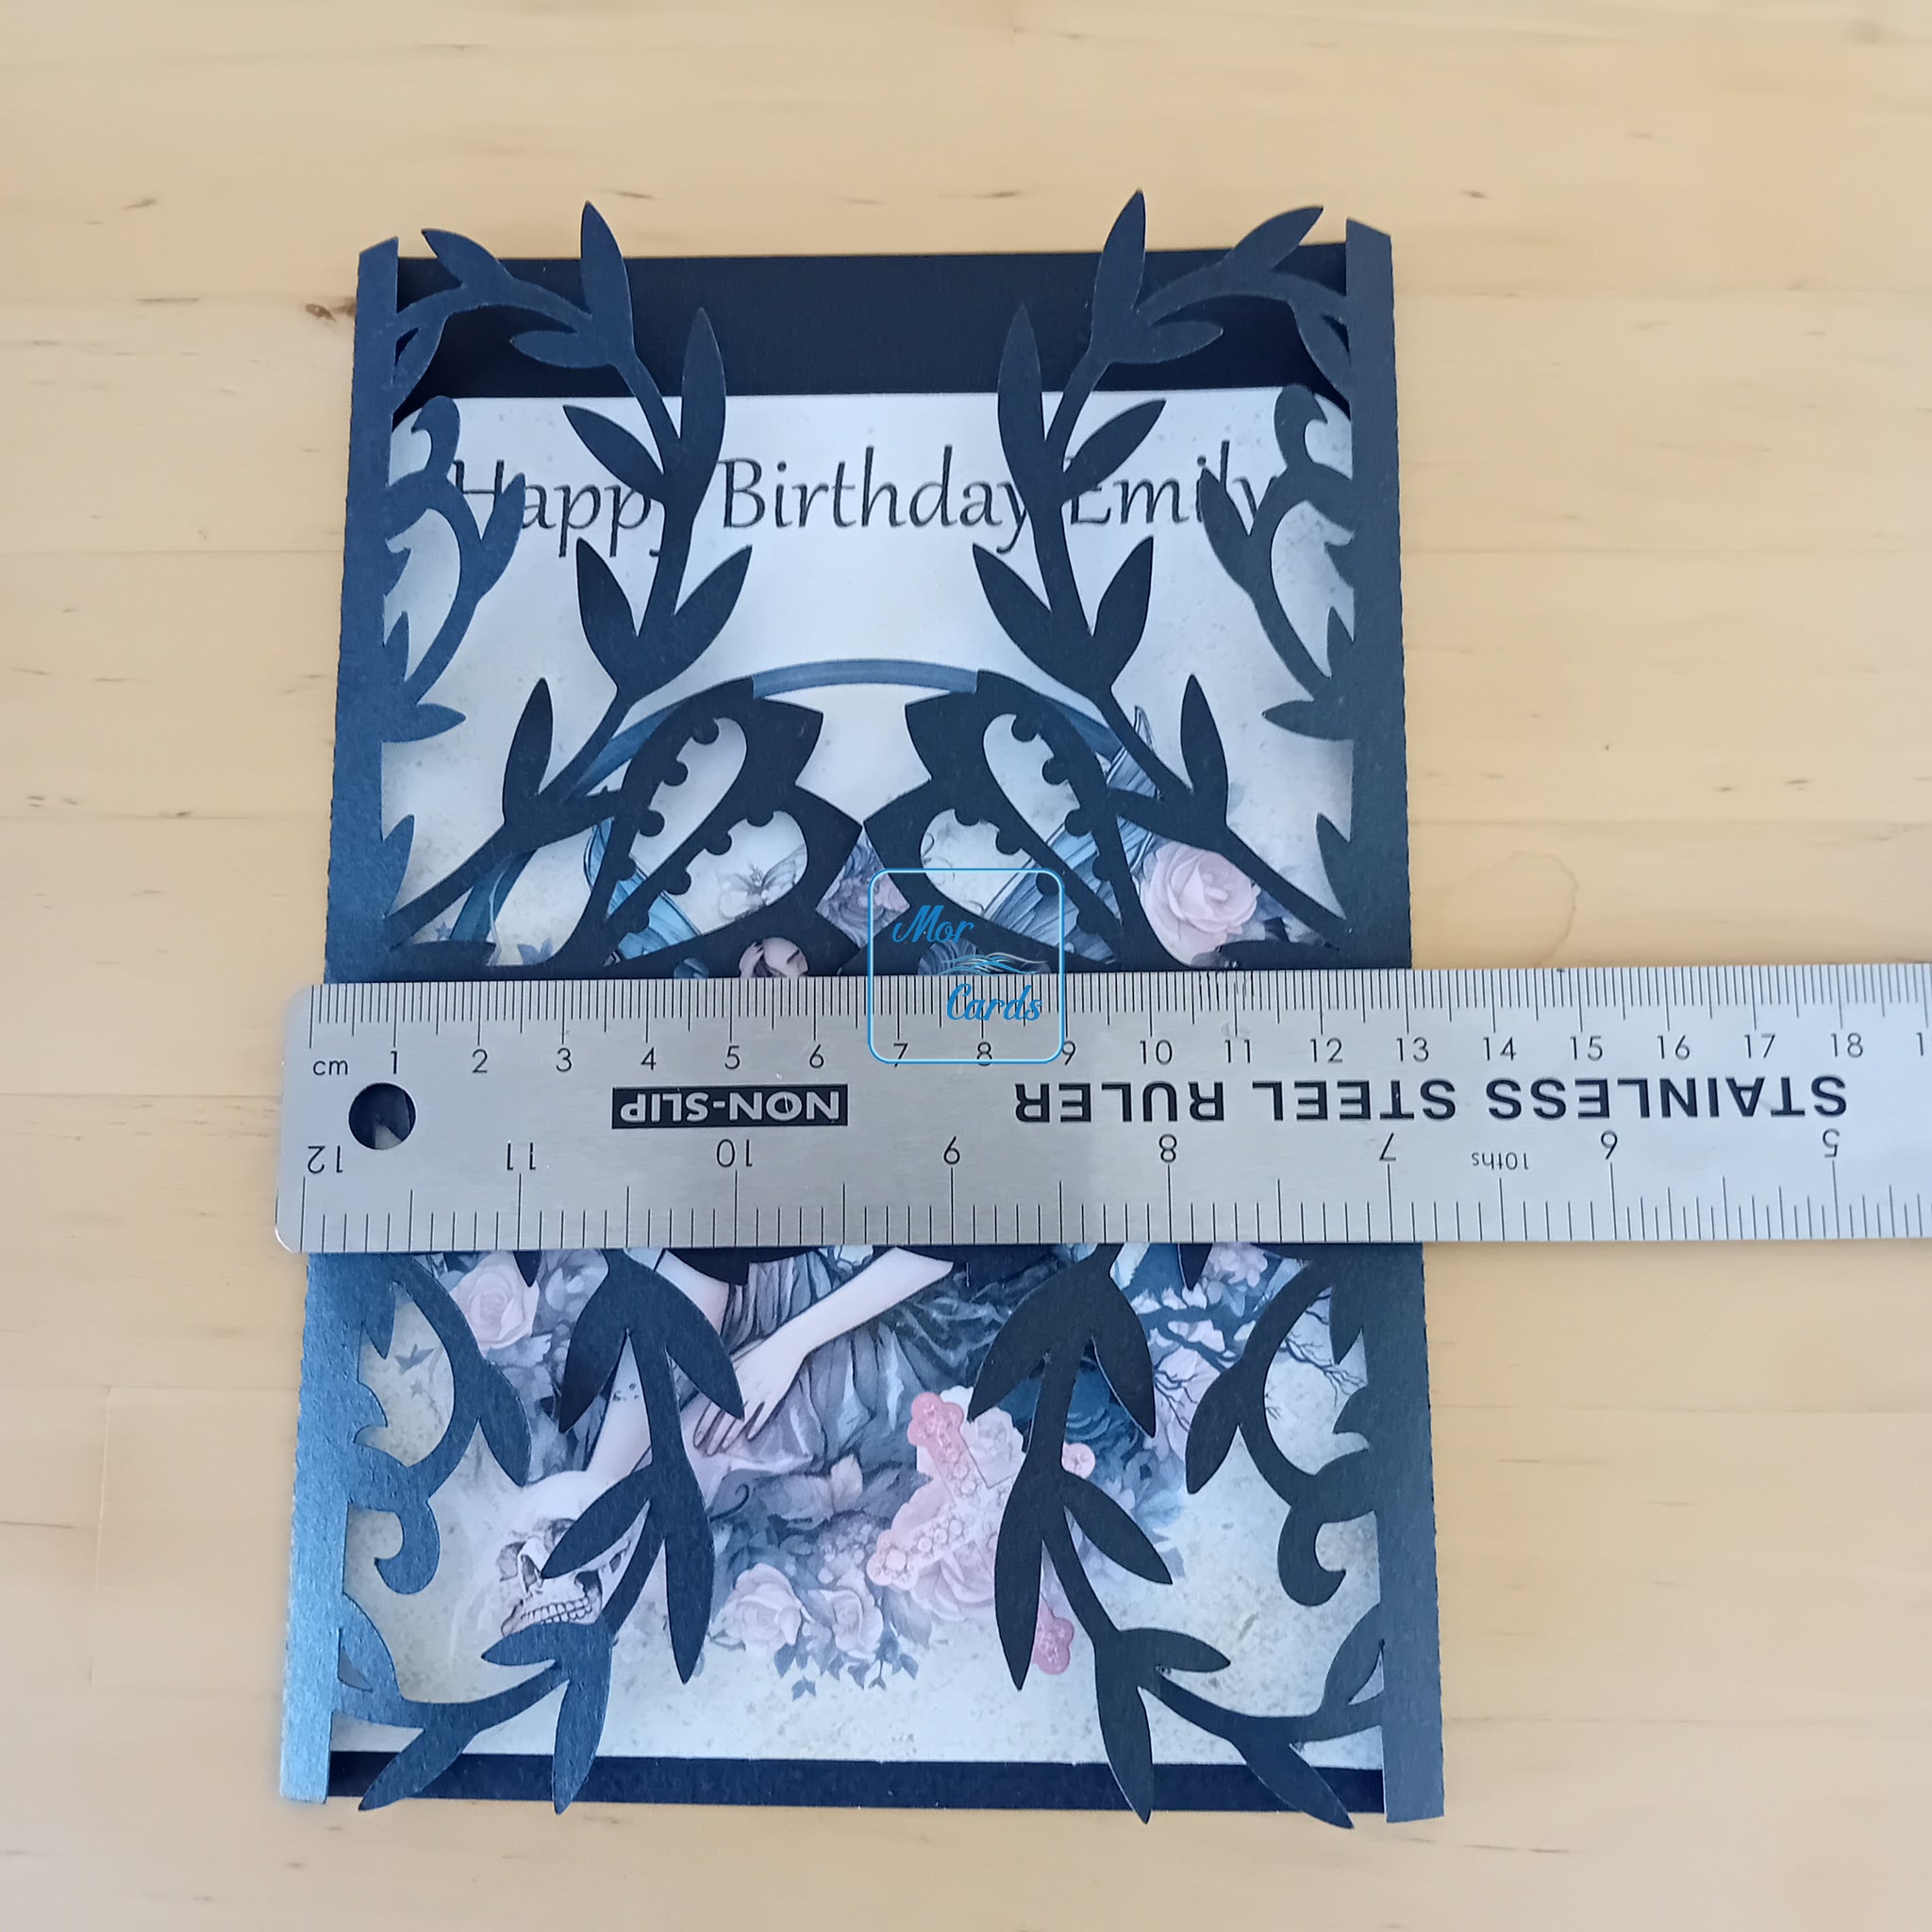 Happy Birthday Emily
Mor
Cards
cm 1 2 3 4 5 6 7 8 9 10 11 12 13 14 15 16 17 18 1
NON-SLIP STAINLESS STEEL RULER
12 11 10 9 8 7 10ths 6 5